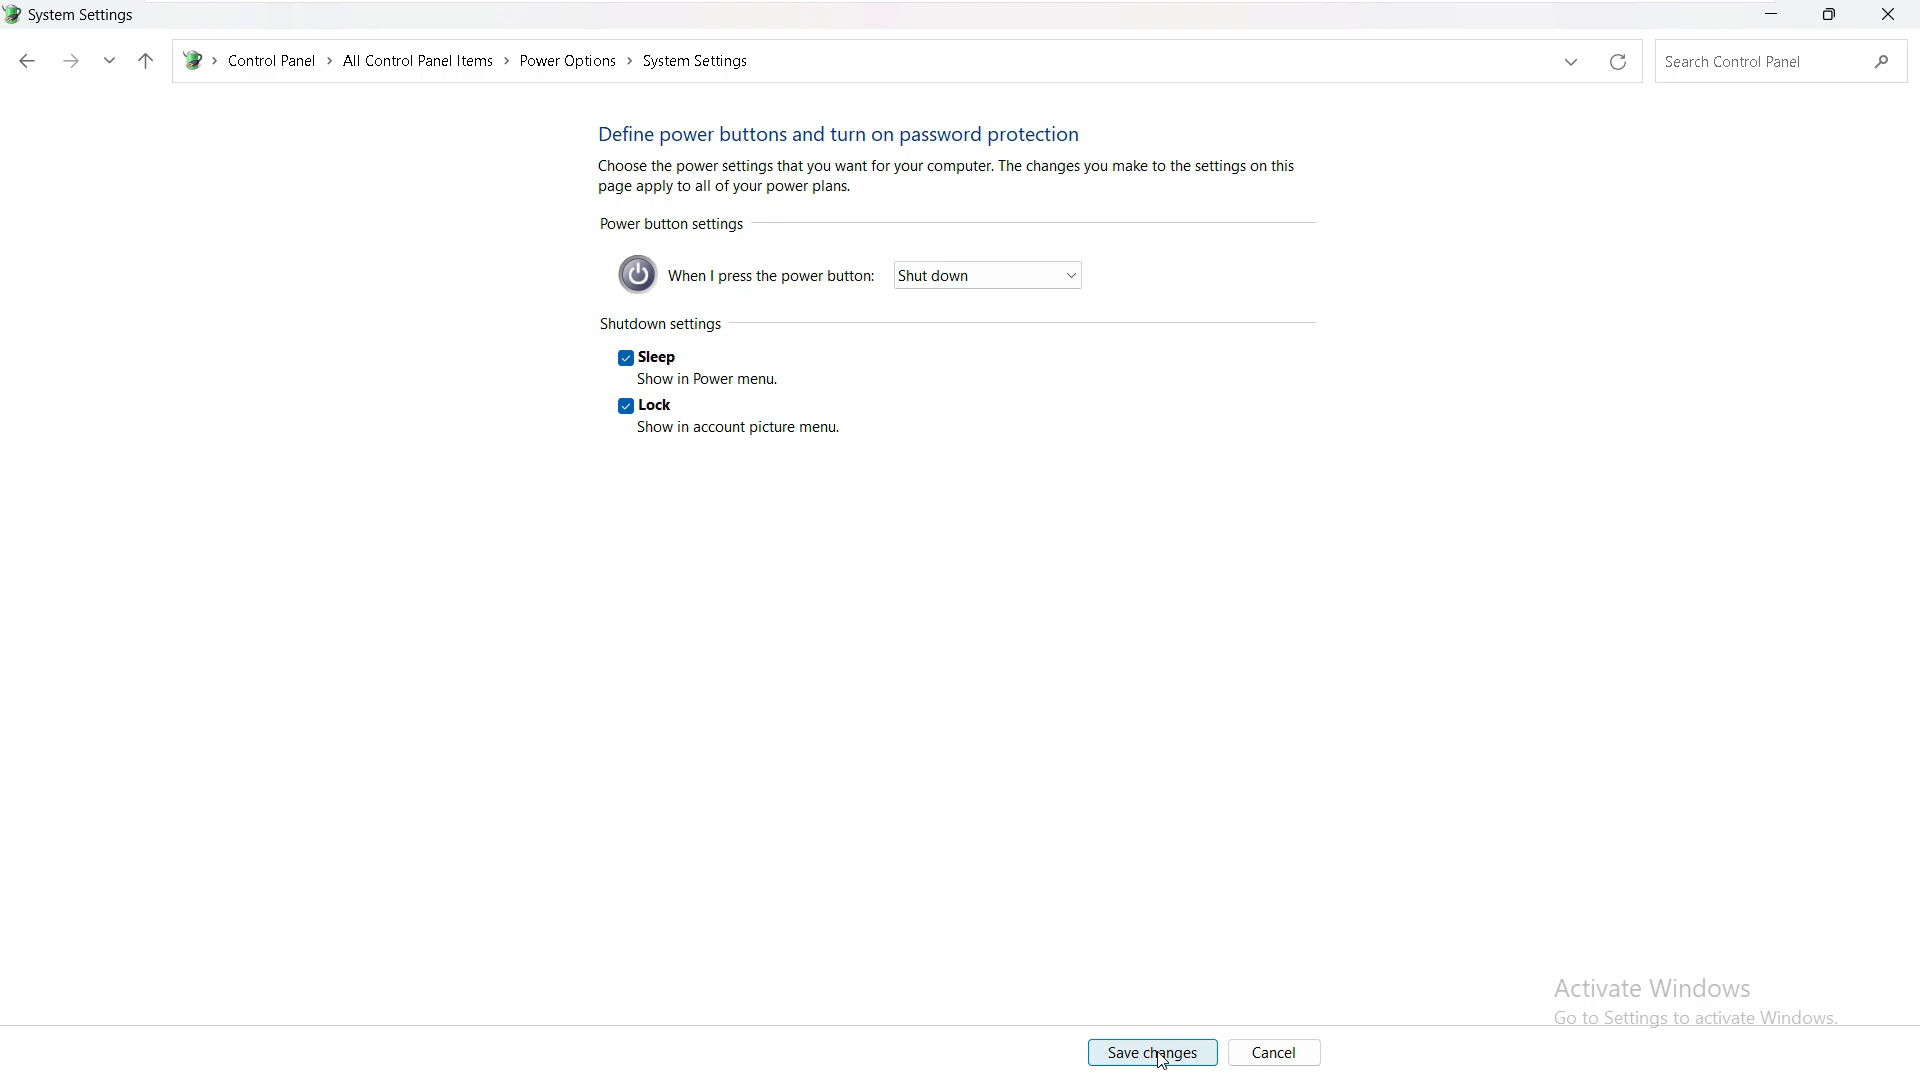 System Settings
Control Panel > All Control Panel Items > Power Options > System Settings
Search Control Panel
Define power buttons and turn on password protection
Choose the power settings that you want for your computer. The changes you make to the settings on this
page apply to all of your power plans.
Power button settings
When I press the power button: Shut down
Shutdown settings
Sleep
Show in Power menu.
Lock
Show in account picture menu.
Activate Windows
Go to Settings to activate Windows.
Save changes Cancel